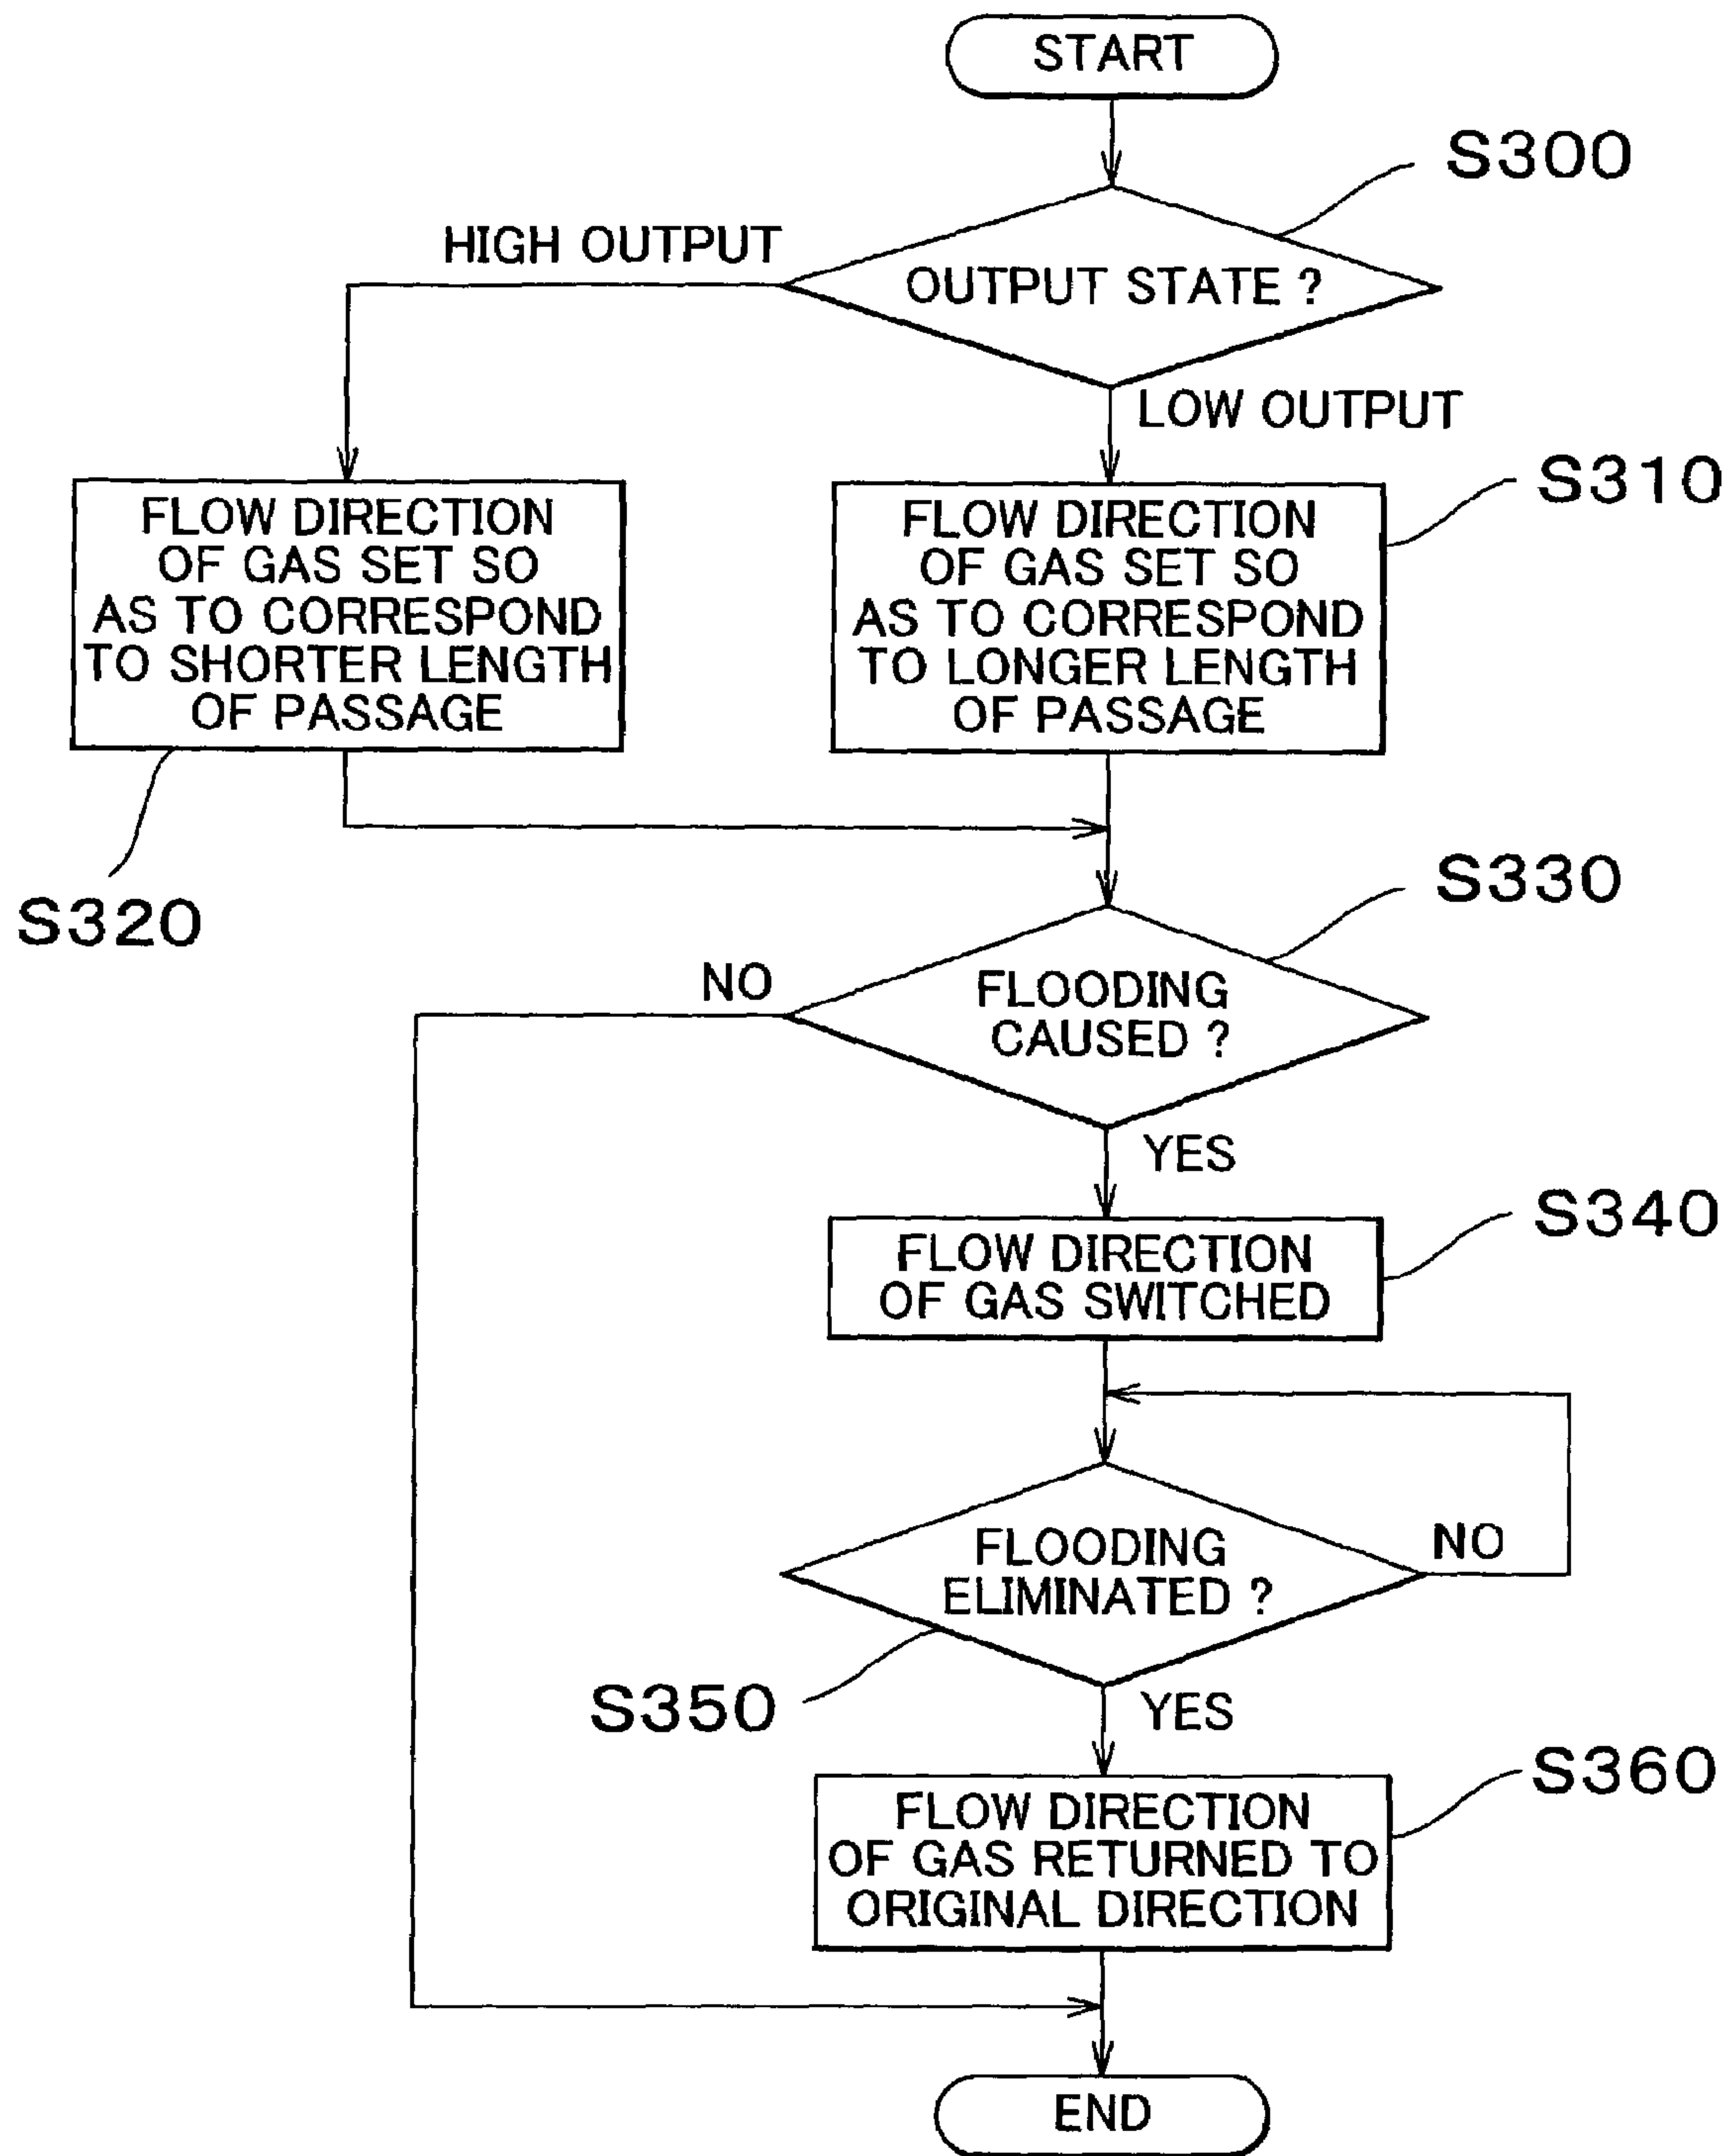 START
S300
HIGH OUTPUT
OUTPUT STATE ?
LOW OUTPUT
S310
FLOW DIRECTION
OF GAS SET SO
AS TO CORRESPOND
TO SHORTER LENGTH
OF PASSAGE
FLOW DIRECTION
OF GAS SET SO
AS TO CORRESPOND
TO LONGER LENGTH
OF PASSAGE
S320
S330
NO
FLOODING
CAUSED ?
YES
S340
FLOW DIRECTION
OF GAS SWITCHED
FLOODING
ELIMINATED ?
NO
S350
YES
S360
FLOW DIRECTION
OF GAS RETURNED TO
ORIGINAL DIRECTION
END